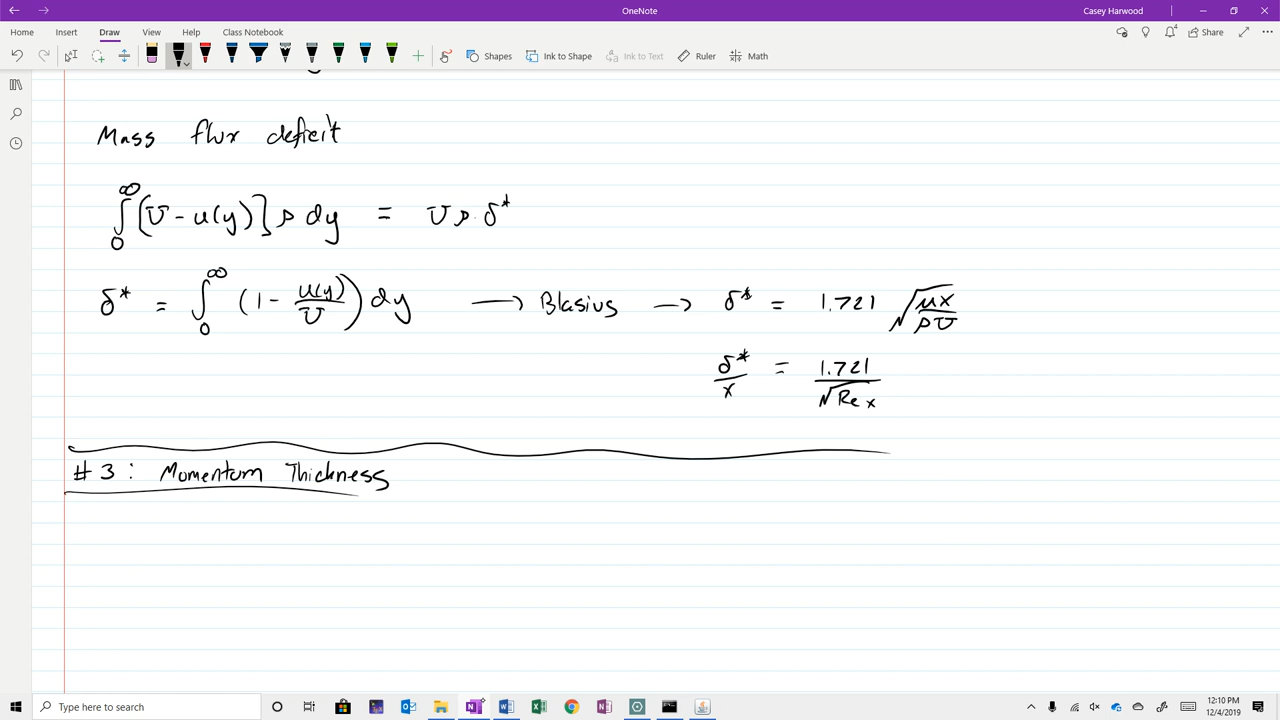 OneNote
Casey Harwood
Home Insert Draw View Help Class Notebook
Share
Shapes Ink to Shape Ink to Text Ruler Math
Mass flux deficit
∫₀^∞ [U - u(y)] ρ dy = U ρ · δ*
δ* = ∫₀^∞ (1 - u(y)/U) dy → Blasius → δ* = 1.721 √(μx/ρU)
δ*/x = 1.721/√Re x
#3: Momentum Thickness
Type here to search
12:10 PM
12/4/2019